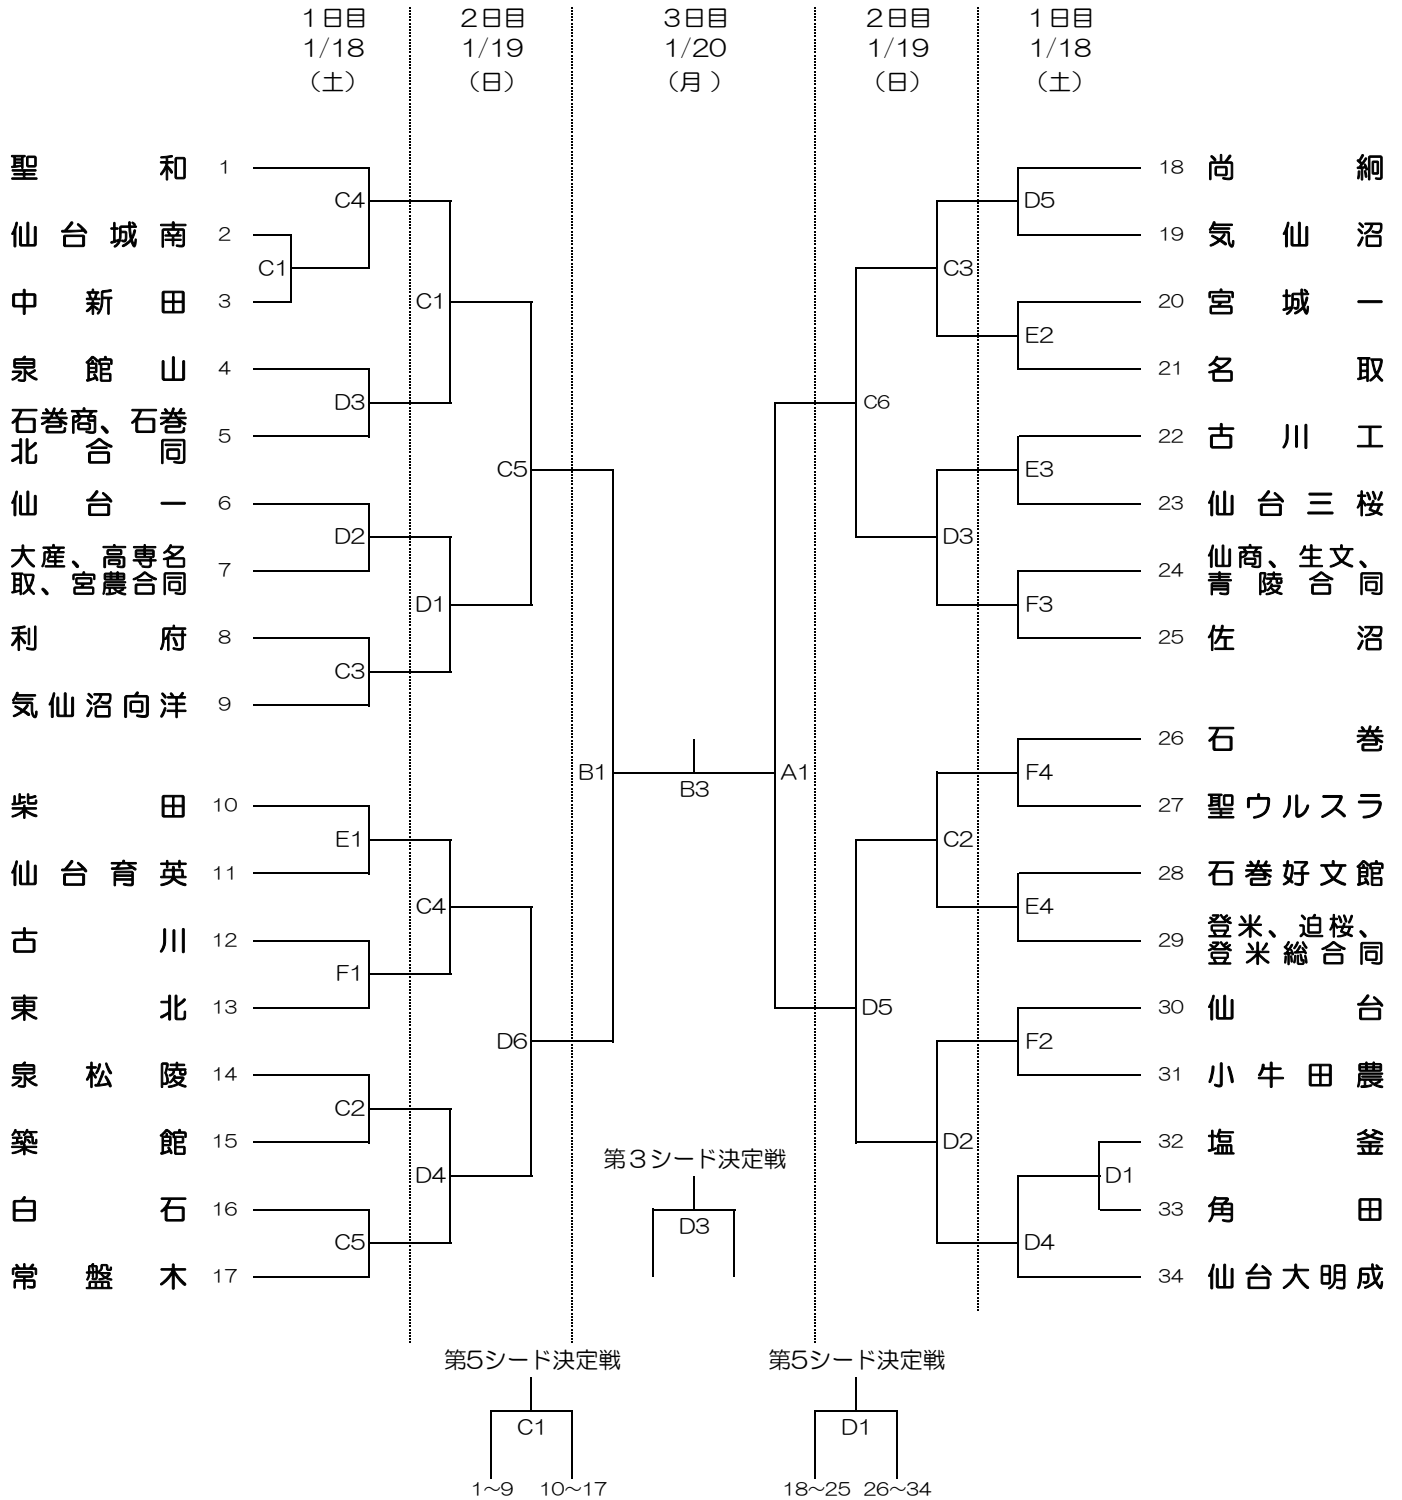 １日目
1/18
（土）
２日目
1/19
（日）
３日目
1/20
（月）
２日目
1/19
（日）
１日目
1/18
（土）
聖和 1
仙台城南 2
中新田 3
泉館山 4
石巻商、石巻
北合同 5
仙台一 6
大産、高専名
取、宮農合同 7
利府 8
気仙沼向洋 9
柴田 10
仙台育英 11
古川 12
東北 13
泉松陵 14
築館 15
白石 16
常盤木 17
C4
C1
D3
D2
C3
E1
F1
C2
C5
C1
D1
C4
D4
C5
D6
B1
B3
A1
C6
D5
C3
D3
C2
D2
D5
E2
E3
F3
F4
E4
F2
D1
D4
18 尚絅
19 気仙沼
20 宮城一
21 名取
22 古川工
23 仙台三桜
24 仙商、生文、
青陵合同
25 佐沼
26 石巻
27 聖ウルスラ
28 石巻好文館
29 登米、迫桜、
登米総合同
30 仙台
31 小牛田農
32 塩釜
33 角田
34 仙台大明成
第３シード決定戦
D3
第5シード決定戦
C1
1～9 10～17
第5シード決定戦
D1
18～25 26～34